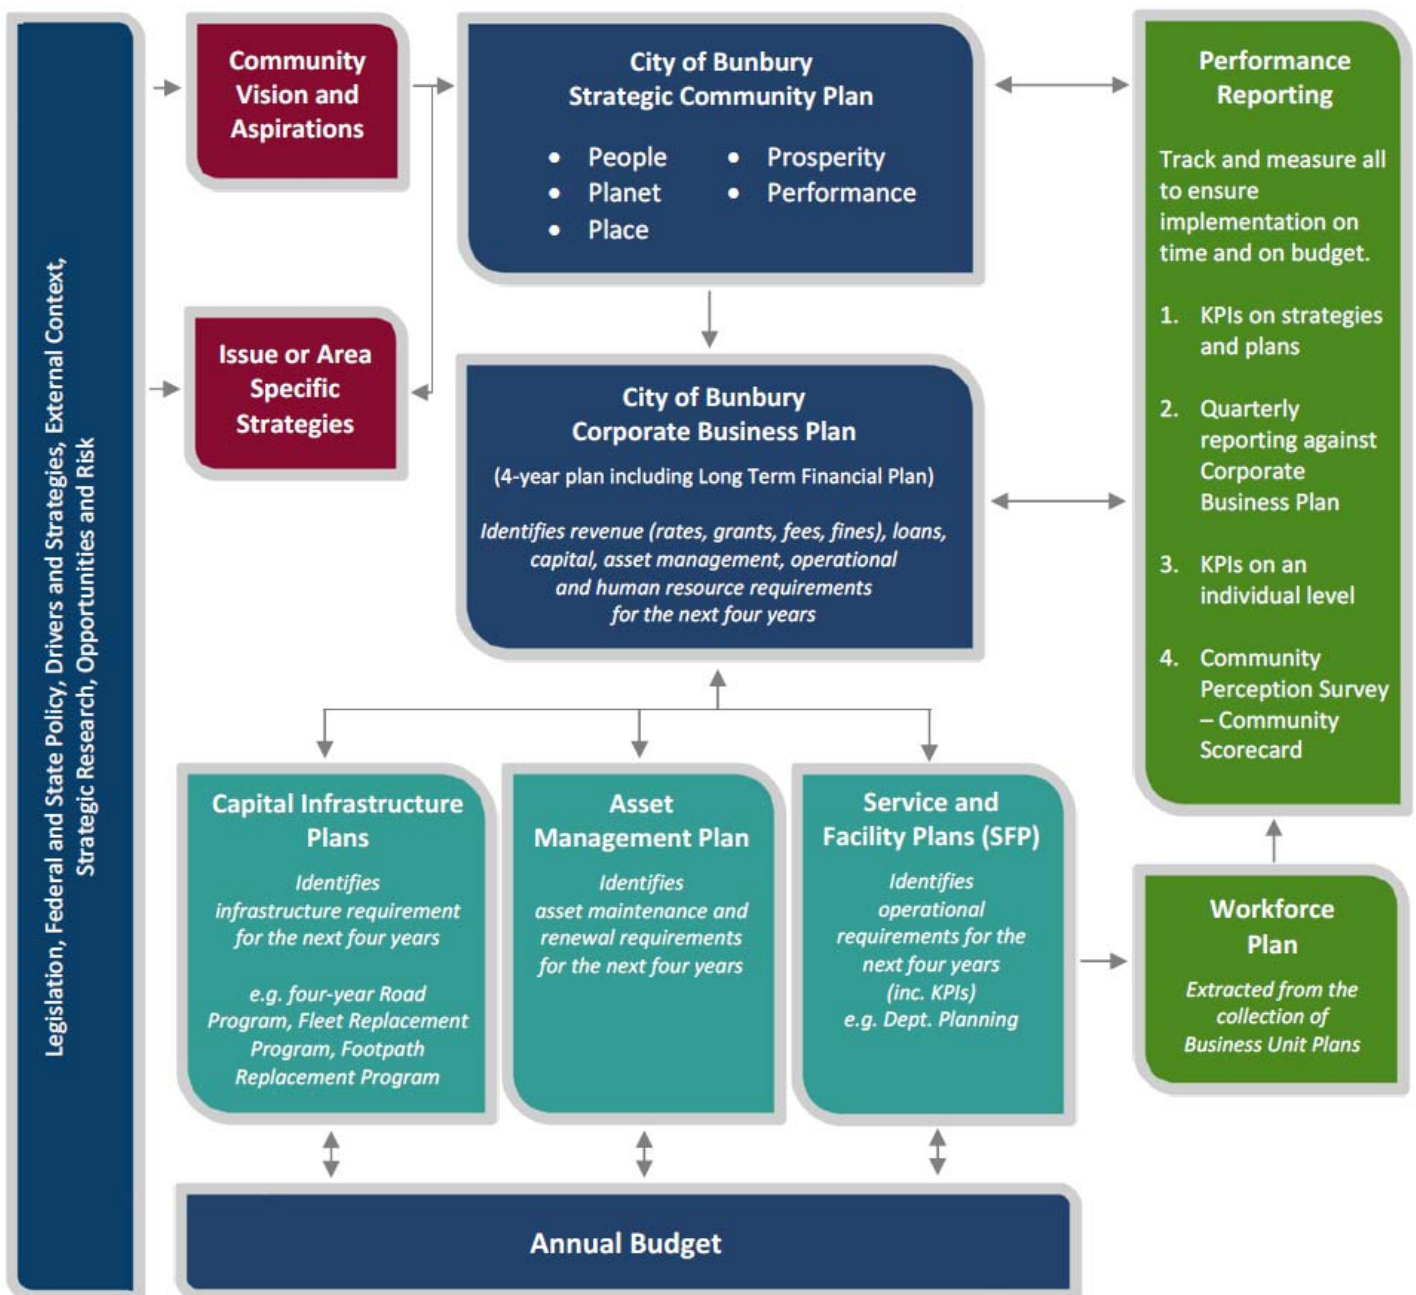 Legislation, Federal and State Policy, Drivers and Strategies, External Context,
Strategic Research, Opportunities and Risk
Community
Vision and
Aspirations
Issue or Area
Specific
Strategies
City of Bunbury
Strategic Community Plan
• People
• Planet
• Place
• Prosperity
• Performance
City of Bunbury
Corporate Business Plan
(4-year plan including Long Term Financial Plan)
Identifies revenue (rates, grants, fees, fines), loans,
capital, asset management, operational
and human resource requirements
for the next four years
Performance
Reporting
Track and measure all
to ensure
implementation on
time and on budget.
1. KPIs on strategies
and plans
2. Quarterly
reporting against
Corporate
Business Plan
3. KPIs on an
individual level
4. Community
Perception Survey
– Community
Scorecard
Capital Infrastructure
Plans
Identifies
infrastructure requirement
for the next four years
e.g. four-year Road
Program, Fleet Replacement
Program, Footpath
Replacement Program
Asset
Management Plan
Identifies
asset maintenance and
renewal requirements
for the next four years
Service and
Facility Plans (SFP)
Identifies
operational
requirements for the
next four years
(inc. KPIs)
e.g. Dept. Planning
Workforce
Plan
Extracted from the
collection of
Business Unit Plans
Annual Budget